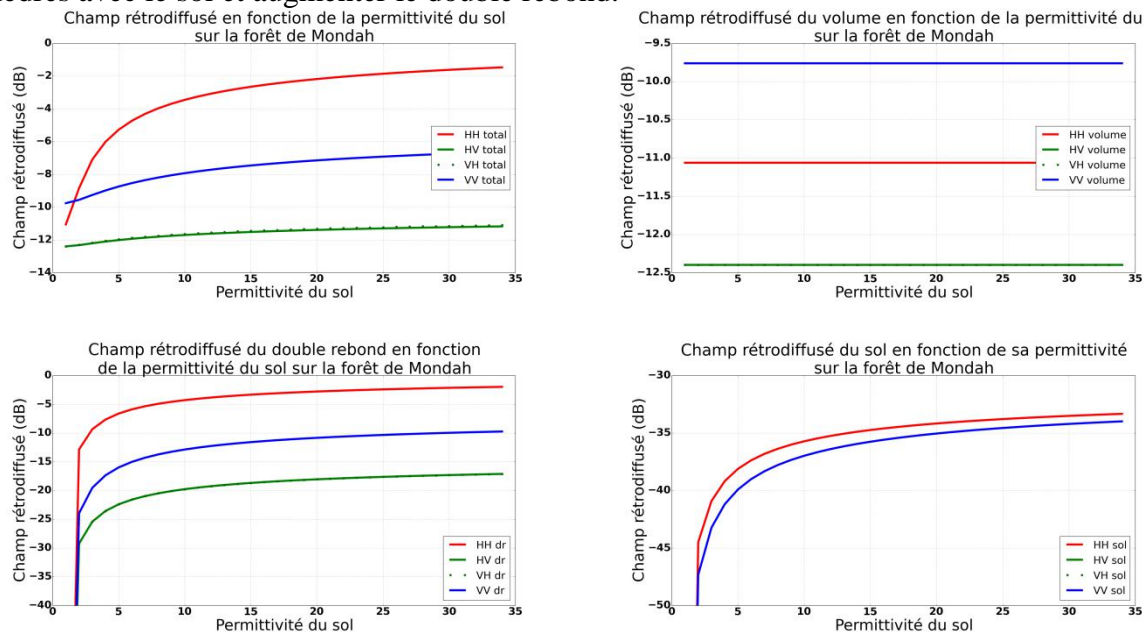 avec le sol et augmenter le double rebond.
Champ rétrodiffusé en fonction de la permittivité du sol
sur la forêt de Mondah
0
−2
−4
−6
−8
−10
−12
−14
0 5 10 15 20 25 30 35
Champ rétrodiffusé (dB)
Permittivité du sol
HH total
HV total
VH total
VV total
Champ rétrodiffusé du volume en fonction de la permittivité du
sur la forêt de Mondah
−9.5
−10.0
−10.5
−11.0
−11.5
−12.0
−12.5
0 5 10 15 20 25 30 35
Champ rétrodiffusé (dB)
Permittivité du sol
HH volume
HV volume
VH volume
VV volume
Champ rétrodiffusé du double rebond en fonction
de la permittivité du sol sur la forêt de Mondah
0
−5
−10
−15
−20
−25
−30
−35
−40
0 5 10 15 20 25 30 35
Champ rétrodiffusé (dB)
Permittivité du sol
HH dr
HV dr
VH dr
VV dr
Champ rétrodiffusé du sol en fonction de sa permittivité
sur la forêt de Mondah
−30
−35
−40
−45
−50
0 5 10 15 20 25 30 35
Champ rétrodiffusé (dB)
Permittivité du sol
HH sol
HV sol
VH sol
VV sol